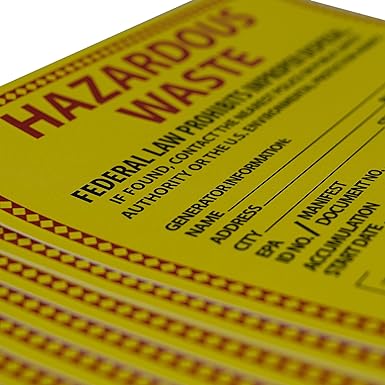 HAZARDOUS
WASTE
FEDERAL LAW PROHIBITS IMPROPER DISPOSAL.
IF FOUND, CONTACT THE NEAREST POLICE OR PUBLIC SAFETY
AUTHORITY OR THE U.S. ENVIRONMENTAL PROTECTION AGENCY
GENERATOR INFORMATION:
NAME
ADDRESS
CITY
EPA / MANIFEST
ID NO. / DOCUMENT NO.
ACCUMULATION
START DATE